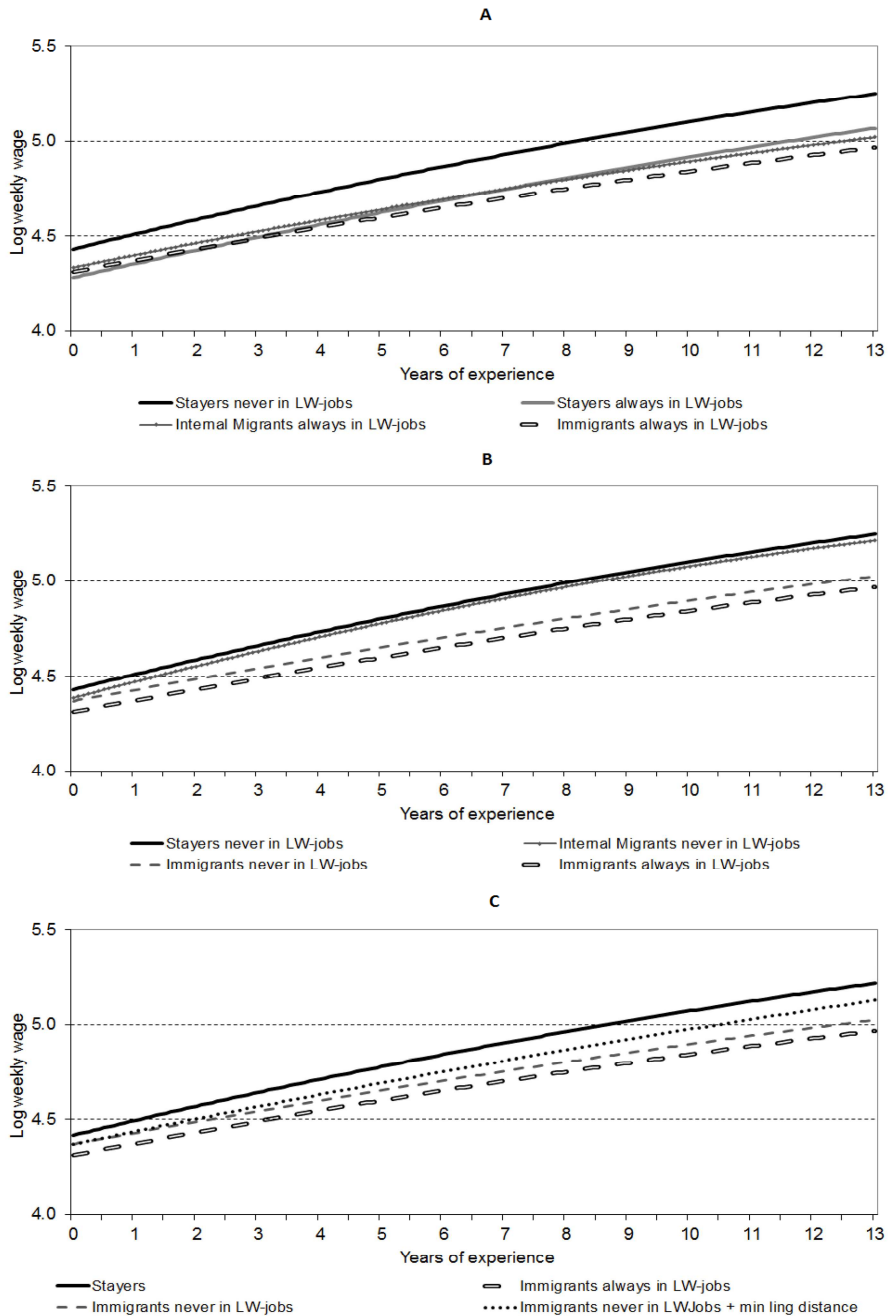 A
5.5
5.0
4.5
4.0
Log weekly wage
0 1 2 3 4 5 6 7 8 9 10 11 12 13
Years of experience
Stayers never in LW-jobs Stayers always in LW-jobs
Internal Migrants always in LW-jobs Immigrants always in LW-jobs
B
5.5
5.0
4.5
4.0
Log weekly wage
0 1 2 3 4 5 6 7 8 9 10 11 12 13
Years of experience
Stayers never in LW-jobs Internal Migrants never in LW-jobs
Immigrants never in LW-jobs Immigrants always in LW-jobs
C
5.5
5.0
4.5
4.0
Log weekly wage
0 1 2 3 4 5 6 7 8 9 10 11 12 13
Years of experience
Stayers Immigrants always in LW-jobs
Immigrants never in LW-jobs Immigrants never in LWJobs + min ling distance